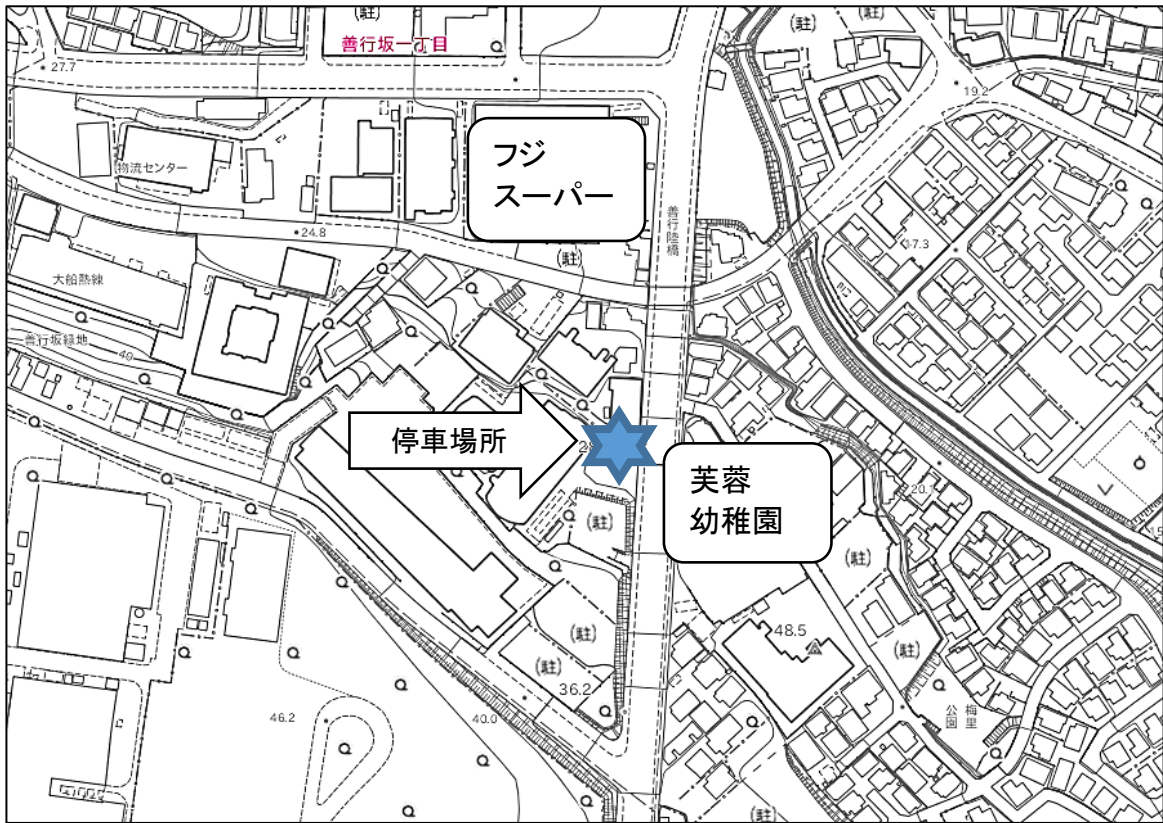 (駐)
(駐)
(駐)
善行坂一丁目
27.7
19.2
フジ
スーパー
物流センター
善行陸橋
24.8
17.3
(駐)
大船熱練
善行坂緑地
40
停車場所
芙蓉
幼稚園
20.1
(駐)
(駐)
(駐)
48.5
(駐)
(駐)
36.2
梅里
公園
46.2
40.0
(駐)